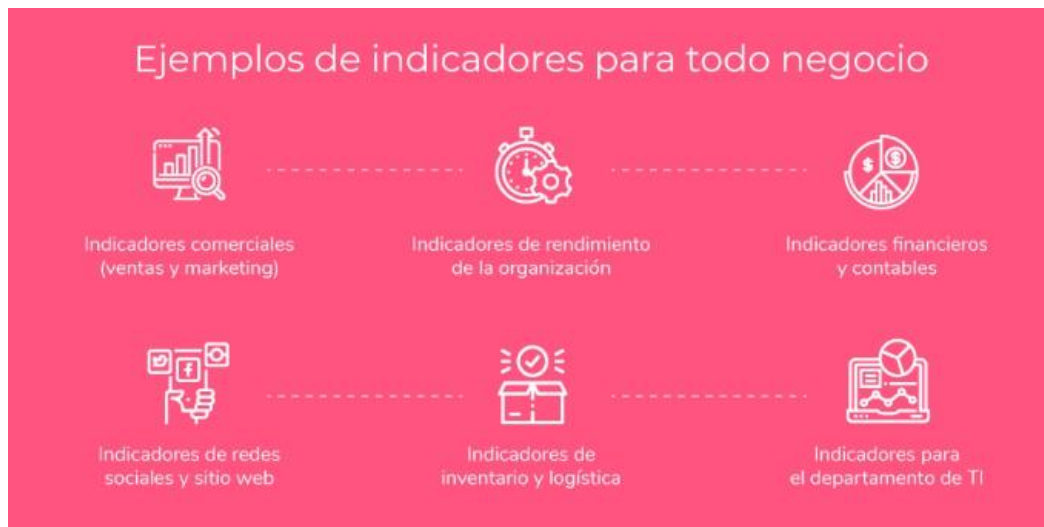 Ejemplos de indicadores para todo negocio
Indicadores comerciales
(ventas y marketing)
Indicadores de rendimiento
de la organización
Indicadores financieros
y contables
Indicadores de redes
sociales y sitio web
Indicadores de
inventario y logística
Indicadores para
el departamento de TI